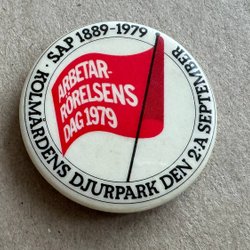 SAP 1889-1979
ARBETAR-
RÖRELSENS
DAG 1979
· KOLMÅRDENS DJURPARK DEN 2:A SEPTEMBER ·